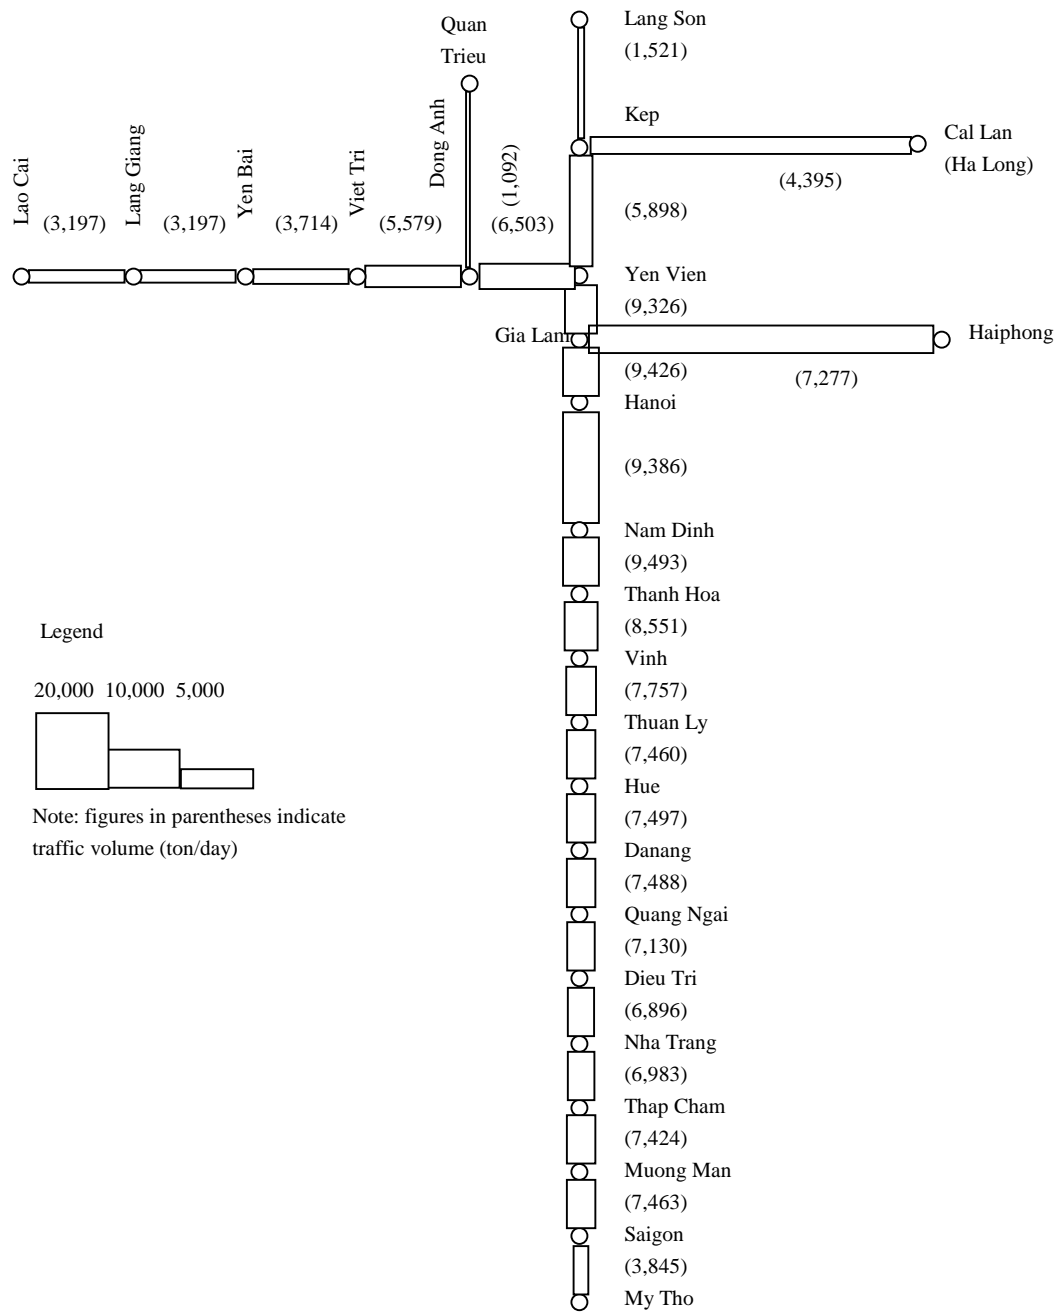 Quan
Trieu
Lang Son
(1,521)
Kep
Cal Lan
(Ha Long)
(4,395)
(5,898)
Lao Cai
(3,197)
Lang Giang
(3,197)
Yen Bai
(3,714)
Viet Tri
(5,579)
Dong Anh
(1,092)
(6,503)
Yen Vien
(9,326)
Gia Lam
Haiphong
(7,277)
(9,426)
Hanoi
(9,386)
Nam Dinh
(9,493)
Thanh Hoa
(8,551)
Vinh
(7,757)
Thuan Ly
(7,460)
Hue
(7,497)
Danang
(7,488)
Quang Ngai
(7,130)
Dieu Tri
(6,896)
Nha Trang
(6,983)
Thap Cham
(7,424)
Muong Man
(7,463)
Saigon
(3,845)
My Tho
Legend
20,000 10,000 5,000
Note: figures in parentheses indicate
traffic volume (ton/day)